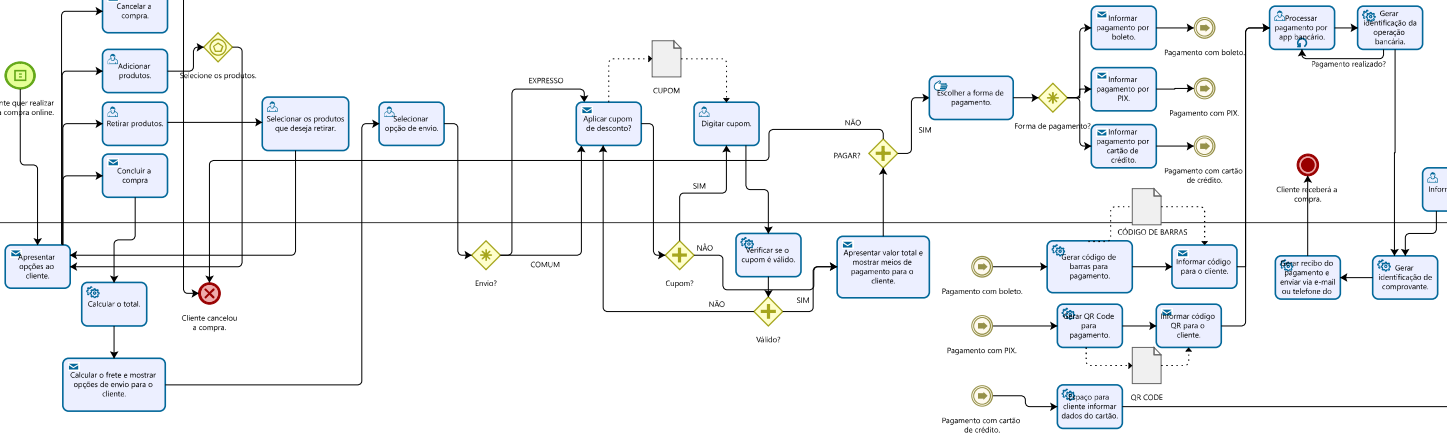 Cancelar a
compra.
Adicionar
produtos.
Selecione os produtos.
nte quer realizar
a compra online.
Retirar produtos.
Concluir a
compra
Selecionar os produtos
que deseja retirar.
Selecionar
opção de envio.
Apresentar
opções ao
cliente.
Calcular o total.
Cliente cancelou
a compra.
Calcular o frete e mostrar
opções de envio para o
cliente.
EXPRESSO
COMUM
Envio?
CUPOM
Aplicar cupom
de desconto?
Digitar cupom.
SIM
NÃO
Cupom?
Verificar se o
cupom é válido.
NÃO
SIM
Válido?
Apresentar valor total e
mostrar meios de
pagamento para o
cliente.
NÃO
PAGAR?
SIM
Escolher a forma de
pagamento.
Forma de pagamento?
Informar
pagamento por
boleto.
Pagamento com boleto.
Informar
pagamento por
PIX.
Pagamento com PIX.
Informar
pagamento por
cartão de
crédito.
Pagamento com cartão
de crédito.
Processar
pagamento por
app bancário.
Gerar
identificação da
operação
bancária.
Pagamento realizado?
Cliente receberá a
compra.
Inform
CÓDIGO DE BARRAS
Pagamento com boleto.
Gerar código de
barras para
pagamento.
Informar código
para o cliente.
Gerar recibo do
pagamento e
enviar via e-mail
ou telefone do
Gerar
identificação de
comprovante.
Pagamento com PIX.
Gerar QR Code
para
pagamento.
Informar código
QR para o
cliente.
QR CODE
Pagamento com cartão
de crédito.
Espaço para
cliente informar
dados do cartão.